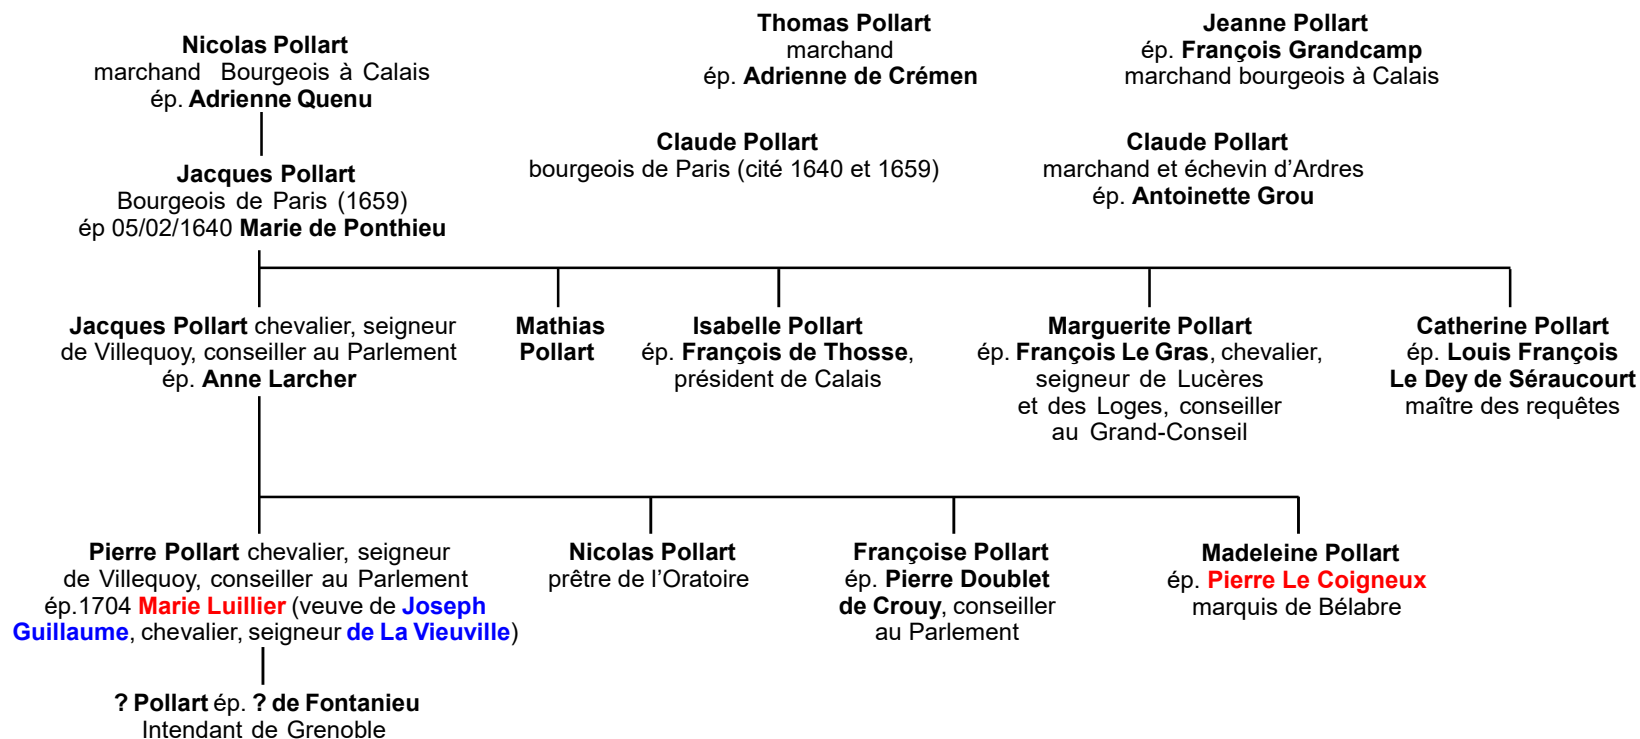 Nicolas Pollart
marchand Bourgeois à Calais
ép. Adrienne Quenu
Thomas Pollart
marchand
ép. Adrienne de Crémen
Jeanne Pollart
ép. François Grandcamp
marchand bourgeois à Calais
Claude Pollart
bourgeois de Paris (cité 1640 et 1659)
Claude Pollart
marchand et échevin d’Ardres
ép. Antoinette Grou
Jacques Pollart
Bourgeois de Paris (1659)
ép 05/02/1640 Marie de Ponthieu
Jacques Pollart chevalier, seigneur
de Villequoy, conseiller au Parlement
ép. Anne Larcher
Mathias
Pollart
Isabelle Pollart
ép. François de Thosse,
président de Calais
Marguerite Pollart
ép. François Le Gras, chevalier,
seigneur de Lucères
et des Loges, conseiller
au Grand-Conseil
Catherine Pollart
ép. Louis François
Le Dey de Séraucourt
maître des requêtes
Pierre Pollart chevalier, seigneur
de Villequoy, conseiller au Parlement
ép.1704 Marie Luillier (veuve de Joseph
Guillaume, chevalier, seigneur de La Vieuville)
Nicolas Pollart
prêtre de l’Oratoire
Françoise Pollart
ép. Pierre Doublet
de Crouy, conseiller
au Parlement
Madeleine Pollart
ép. Pierre Le Coigneux
marquis de Bélabre
? Pollart ép. ? de Fontanieu
Intendant de Grenoble